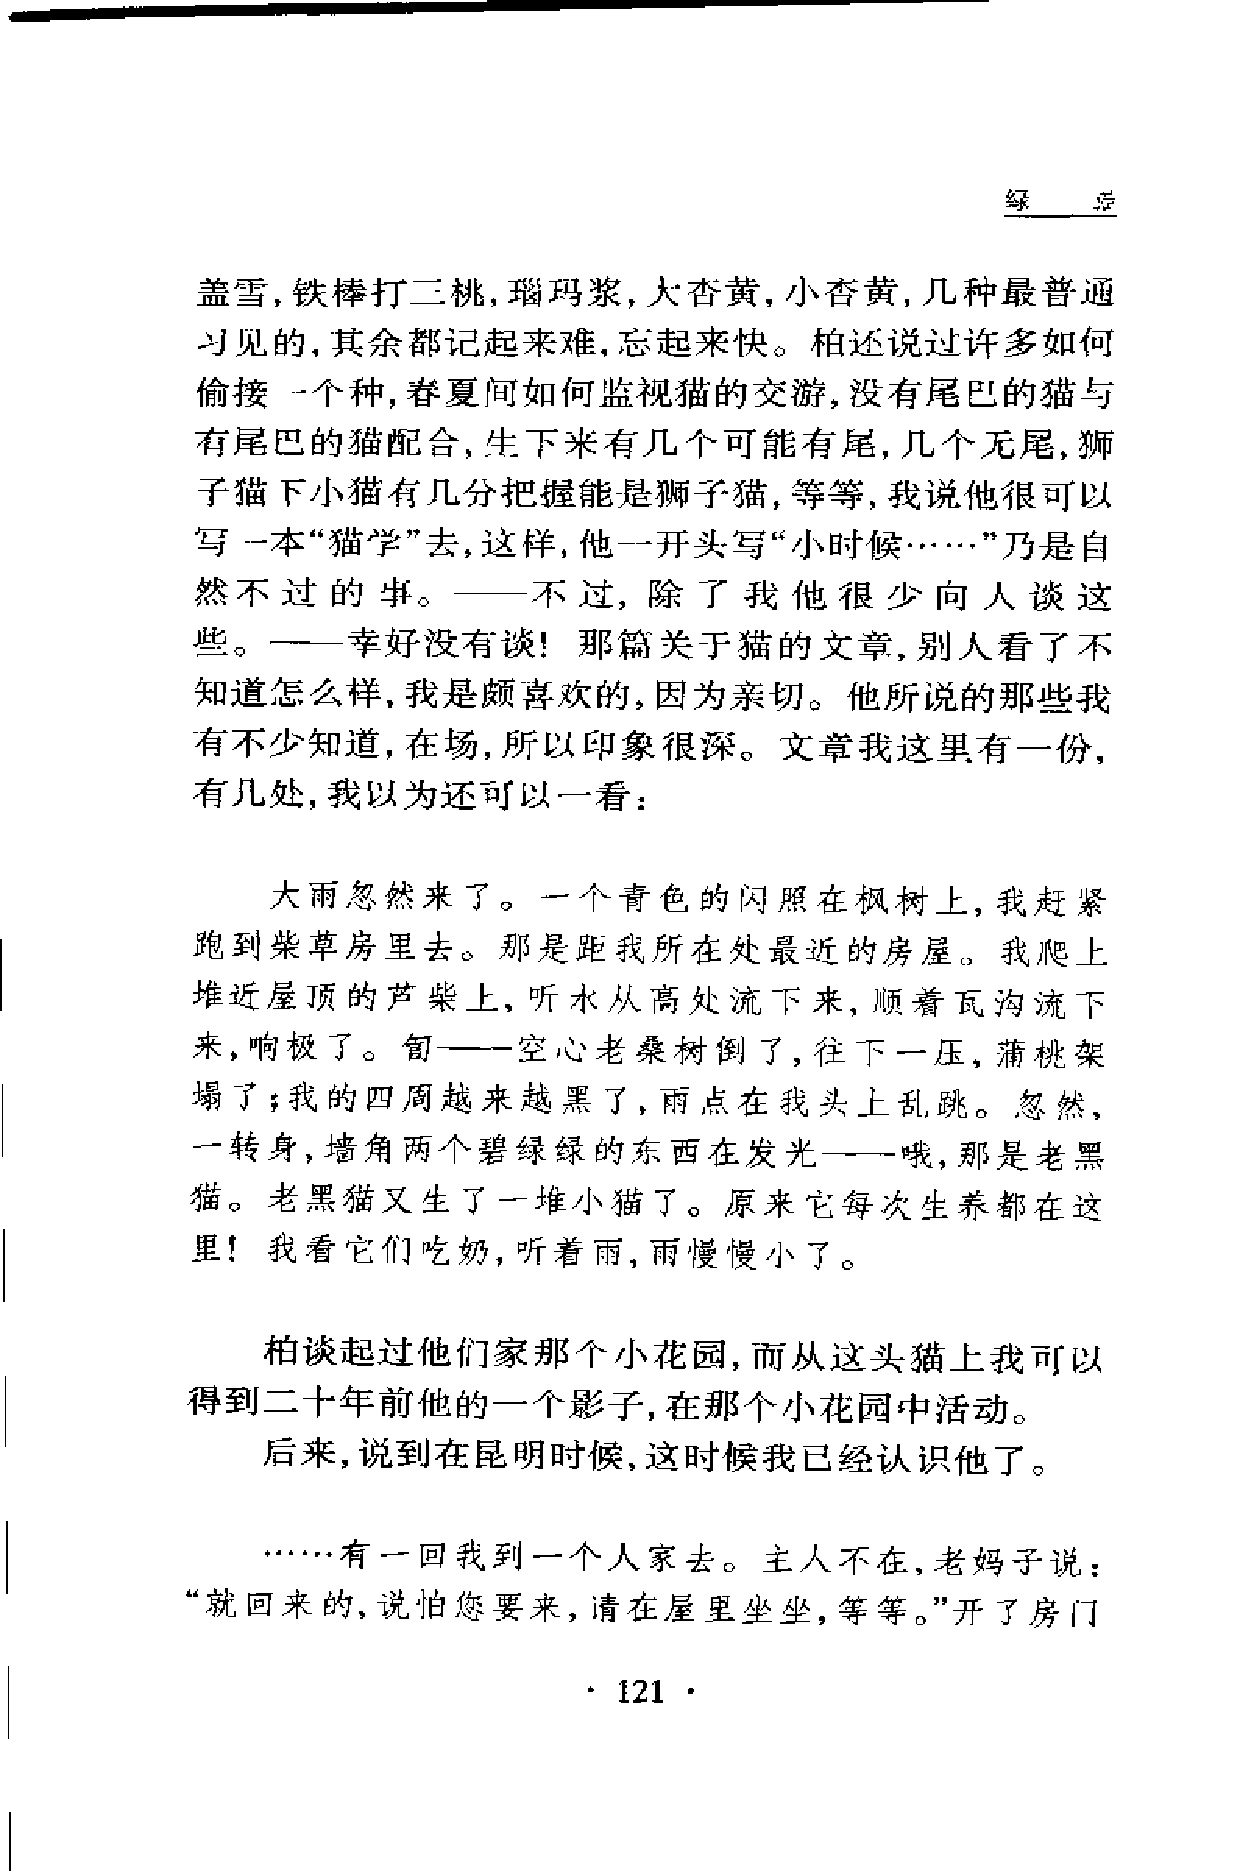 绿
盖雪,铁棒打三桃,瑙玛浆,大杏黄,小杏黄,几种最普通
习见的,其余都记起来难,忘起来快。柏还说过许多如何
偷接一个种,春夏间如何监视猫的交游,没有尾巴的猫与
有尾巴的猫配合,生下来有几个可能有尾,几个无尾,狮
子猫下小猫有几分把握能是狮子猫,等等,我说他很可以
写一本“猫学”去,这样,他一开头写“小时候……”乃是自
然不过的事。——不过,除了我他很少向人谈这
些。——幸好没有谈!那篇关于猫的文章,别人看了不
知道怎么样,我是颇喜欢的,因为亲切。他所说的那些我
有不少知道,在场,所以印象很深。文章我这里有一份,
有几处,我以为还可以一看:
大雨忽然来了。一个青色的闪照在枫树上,我赶紧
跑到柴草房里去。那是距我所在处最近的房屋。我爬上
堆近屋顶的芦柴上,听水从高处流下来,顺着瓦沟流下
来,响极了。訇——空心老桑树倒了,往下一压,蒲桃架
塌了;我的四周越来越黑了,雨点在我头上乱跳。忽然,
一转身,墙角两个碧绿绿的东西在发光——哦,那是老黑
猫。老黑猫又生了一堆小猫了。原来它每次生养都在这
里!我看它们吃奶,听着雨,雨慢慢小了。
柏谈起过他们家那个小花园,而从这头猫上我可以
得到二十年前他的一个影子,在那个小花园中活动。
后来,说到在昆明时候,这时候我已经认识他了。
……有一回我到一个人家去。主人不在,老妈子说:
“就回来的,说怕您要来,请在屋里坐坐,等等。”开了房门
· 121 ·